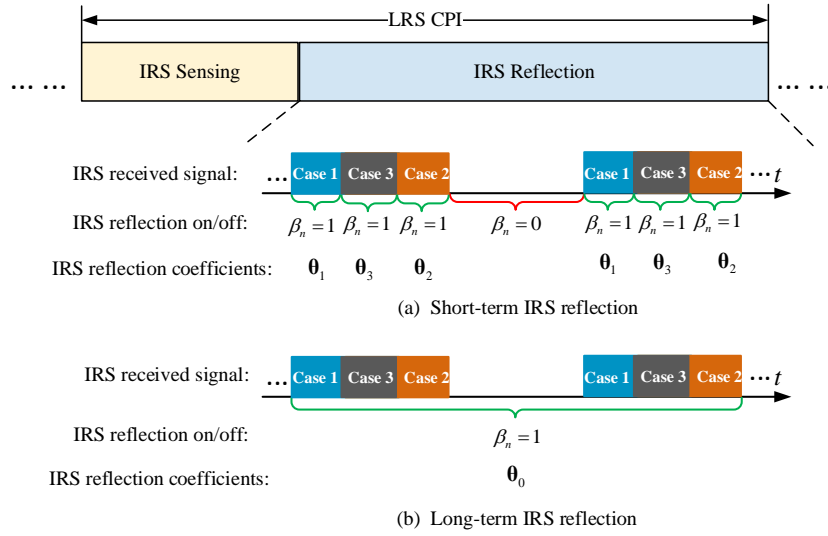 LRS CPI
IRS Sensing
IRS Reflection
... ...
... ...
IRS received signal:
... Case 1 Case 3 Case 2 Case 1 Case 3 Case 2 ... t
IRS reflection on/off:
βₙ=1 βₙ=1 βₙ=1 βₙ=0 βₙ=1 βₙ=1 βₙ=1
IRS reflection coefficients: θ₁ θ₃ θ₂ θ₁ θ₃ θ₂
(a) Short-term IRS reflection
IRS received signal:
... Case 1 Case 3 Case 2 Case 1 Case 3 Case 2 ... t
IRS reflection on/off:
βₙ=1
IRS reflection coefficients:
θ₀
(b) Long-term IRS reflection